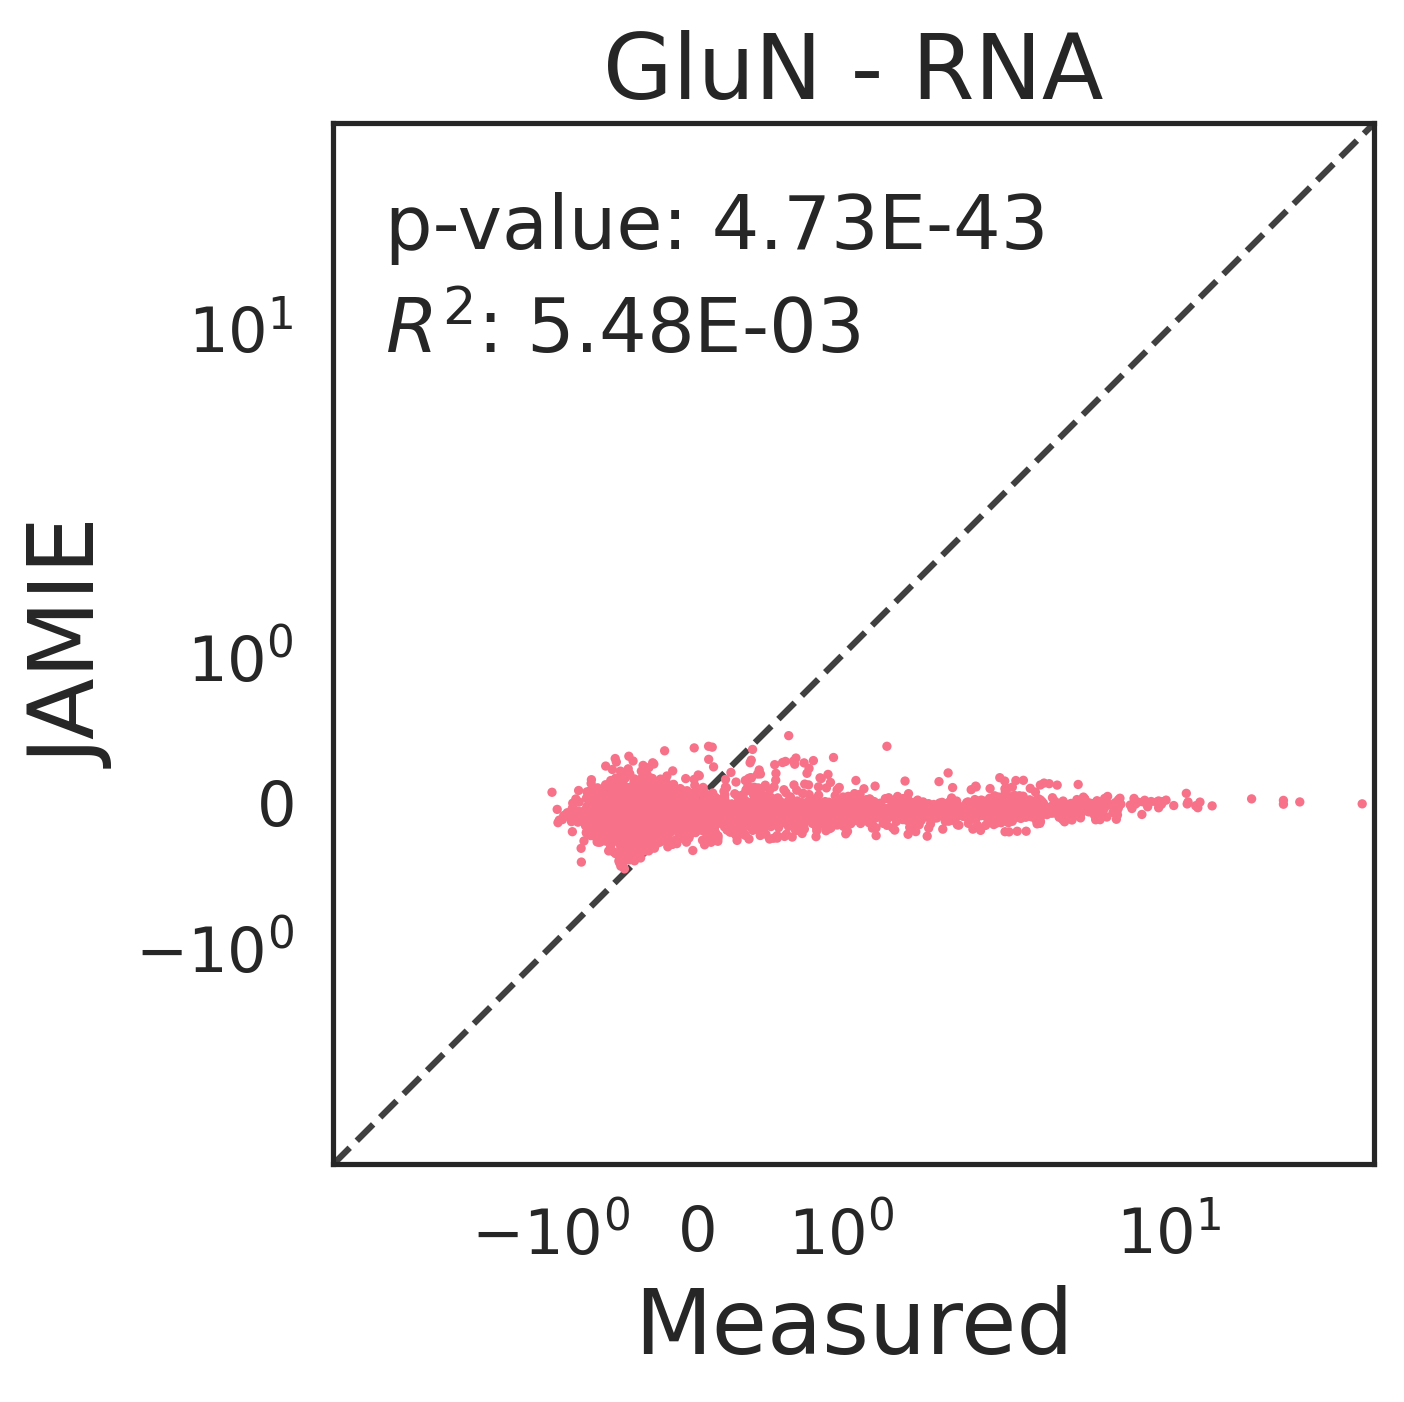 GluN - RNA
p-value: 4.73E-43
R²: 5.48E-03
10¹
10⁰
0
−10⁰
JAMIE
−10⁰ 0 10⁰ 10¹
Measured